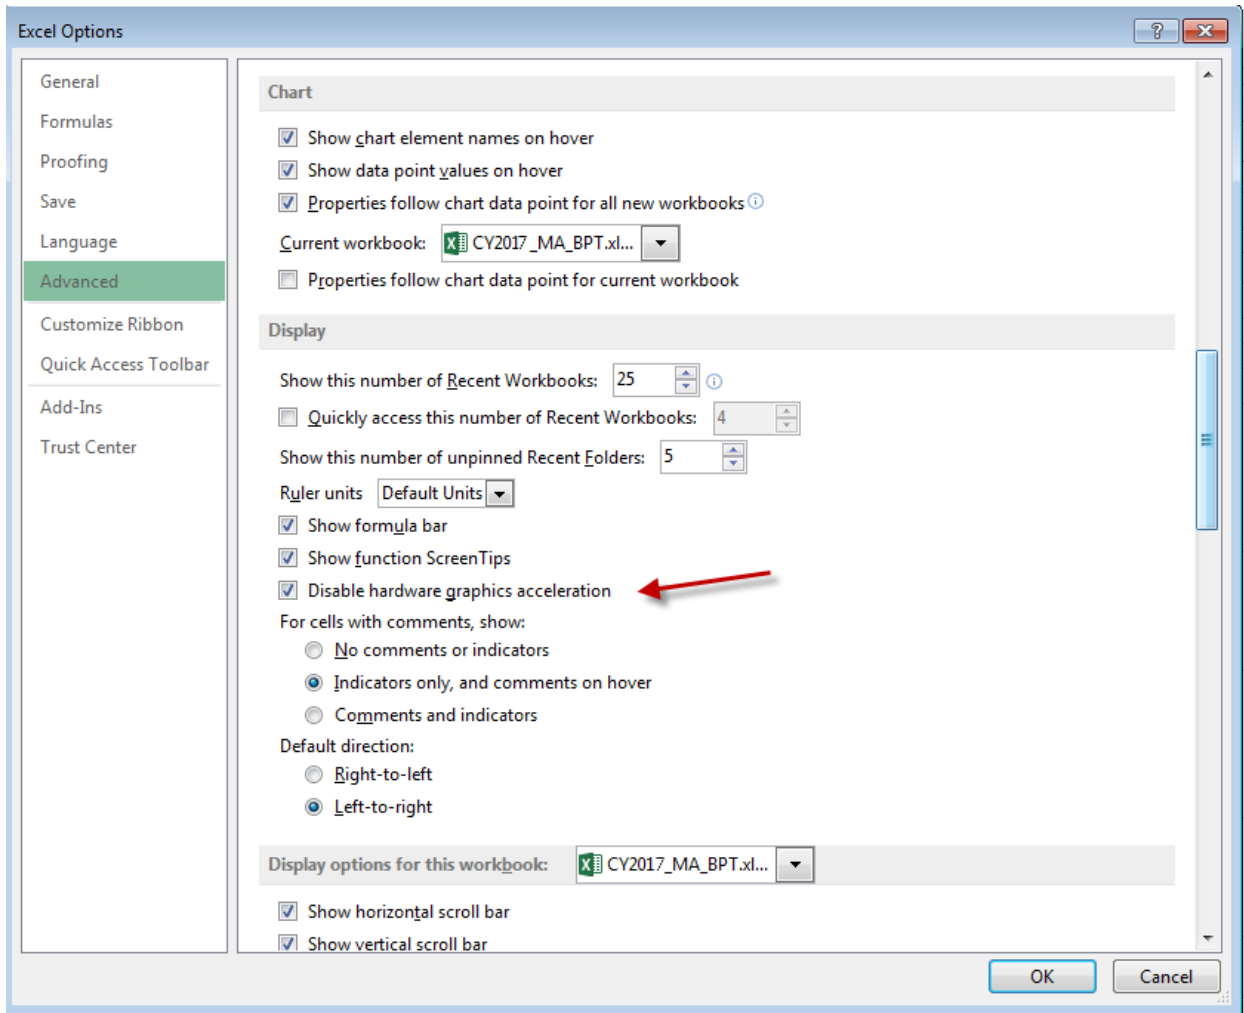 Excel Options
?
General
Formulas
Proofing
Save
Language
Advanced
Customize Ribbon
Quick Access Toolbar
Add-Ins
Trust Center
Chart
Show chart element names on hover
Show data point values on hover
Properties follow chart data point for all new workbooks
Current workbook: CY2017_MA_BPT.xl...
Properties follow chart data point for current workbook
Display
Show this number of Recent Workbooks: 25
Quickly access this number of Recent Workbooks: 4
Show this number of unpinned Recent Folders: 5
Ruler units Default Units
Show formula bar
Show function ScreenTips
Disable hardware graphics acceleration
For cells with comments, show:
No comments or indicators
Indicators only, and comments on hover
Comments and indicators
Default direction:
Right-to-left
Left-to-right
Display options for this workbook: CY2017_MA_BPT.xl...
Show horizontal scroll bar
Show vertical scroll bar
OK Cancel